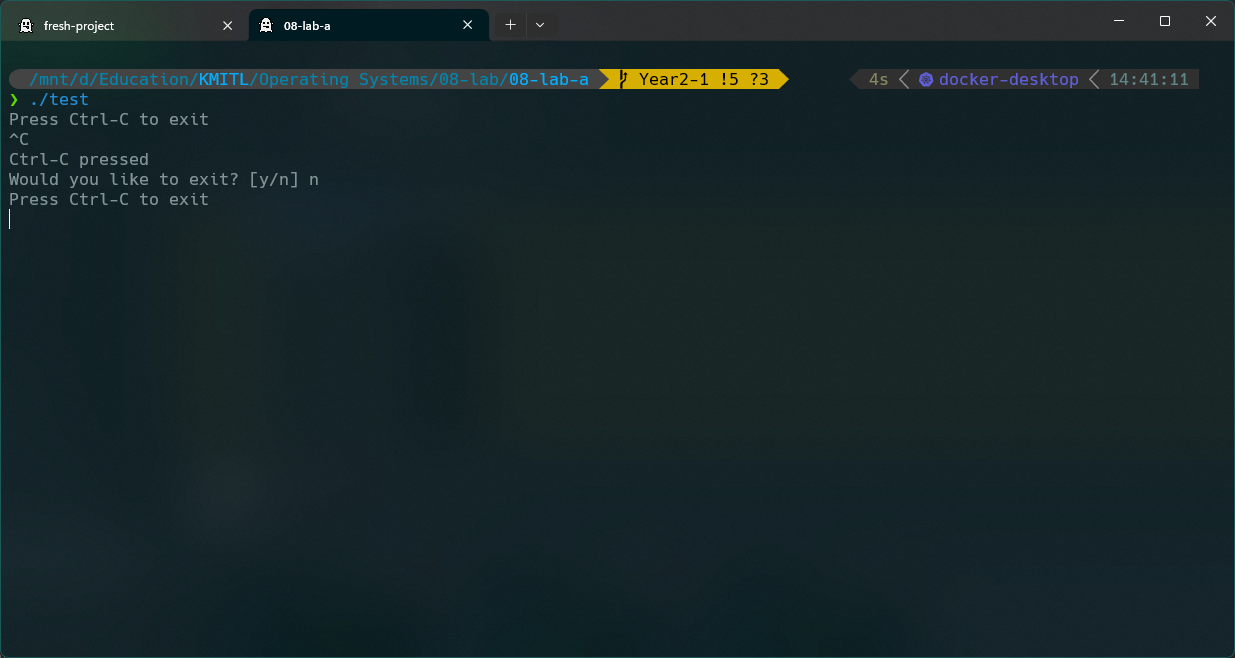 fresh-project
08-lab-a
/mnt/d/Education/KMITL/Operating Systems/08-lab/08-lab-a Year2-1 !5 ?3 4s docker-desktop 14:41:11
❯ ./test
Press Ctrl-C to exit
^C
Ctrl-C pressed
Would you like to exit? [y/n] n
Press Ctrl-C to exit